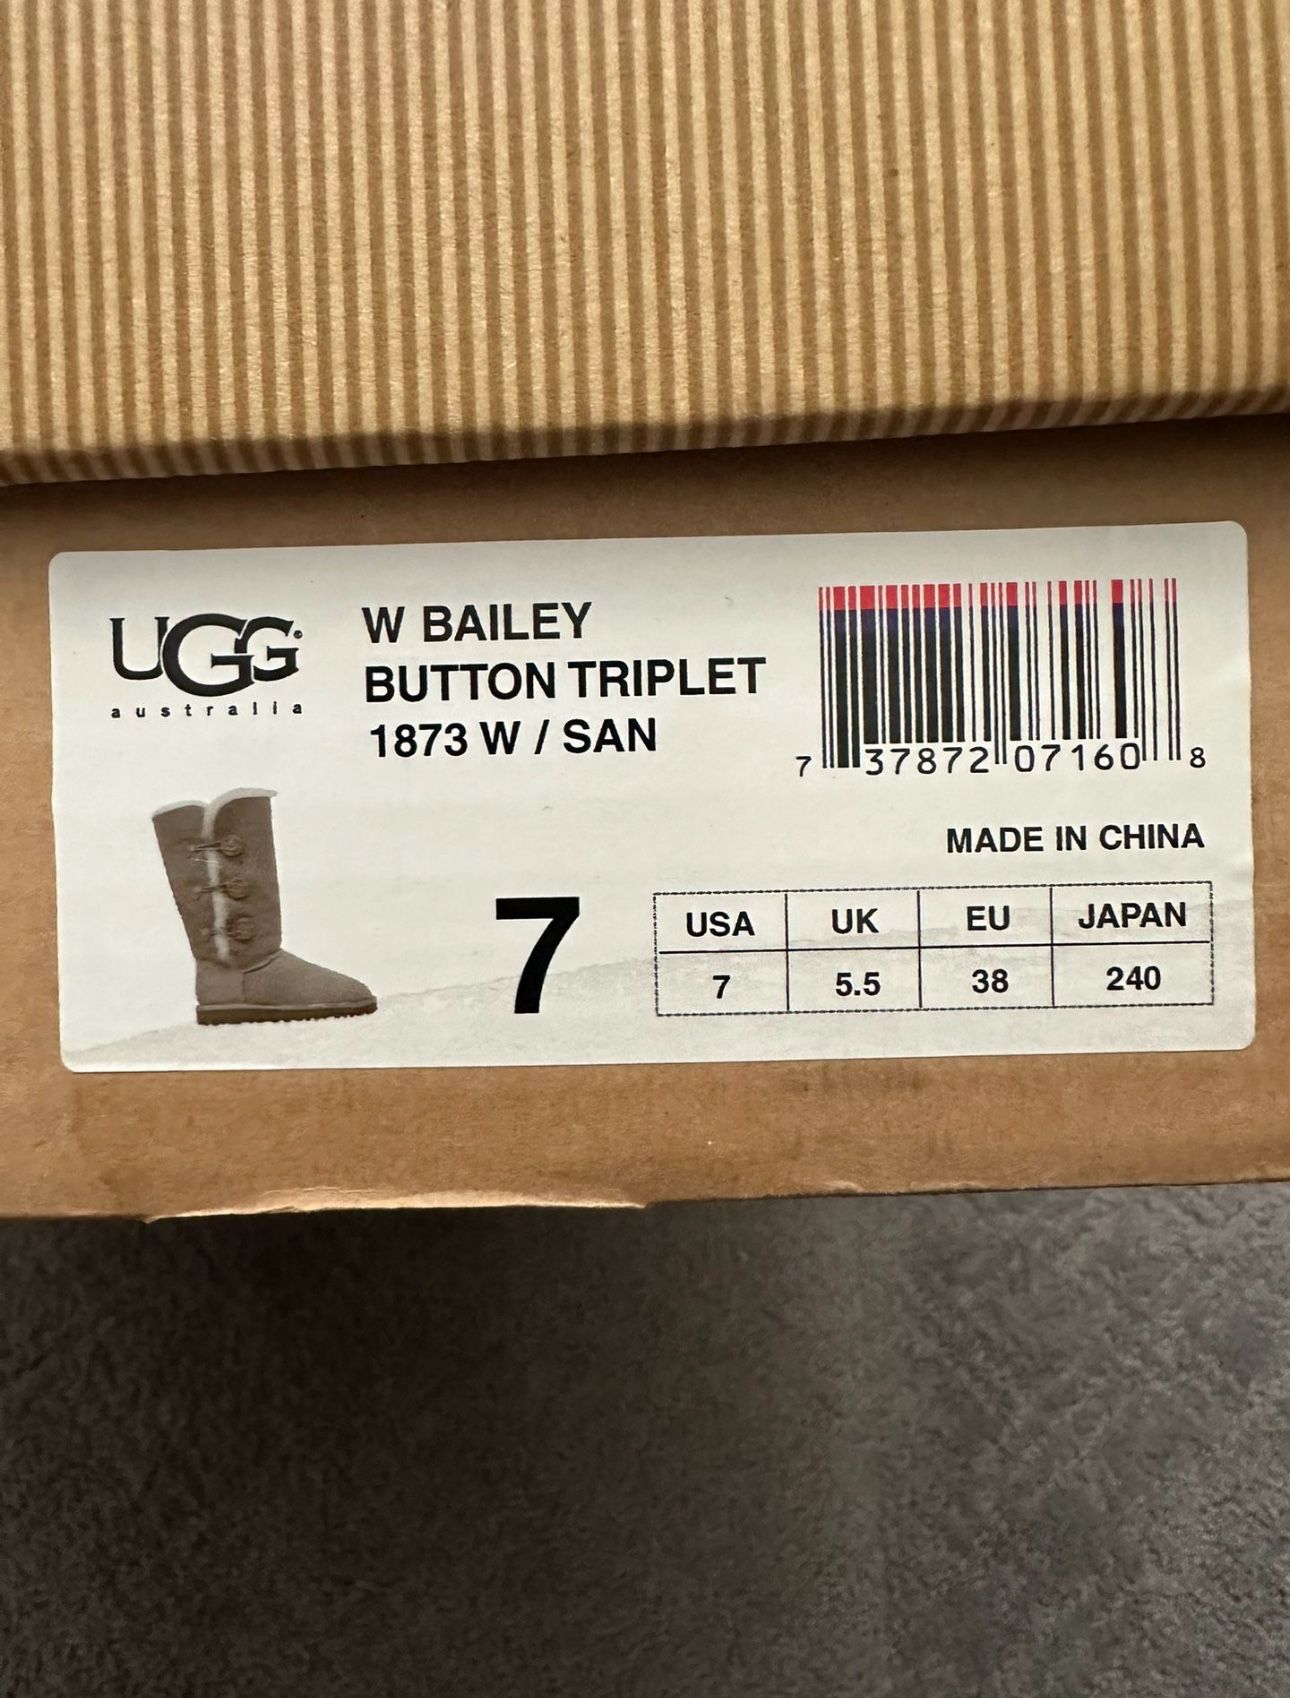 UGG®
australia
W BAILEY
BUTTON TRIPLET
1873 W / SAN
7 37872 07160 8
MADE IN CHINA
7
USA UK EU JAPAN
7 5.5 38 240